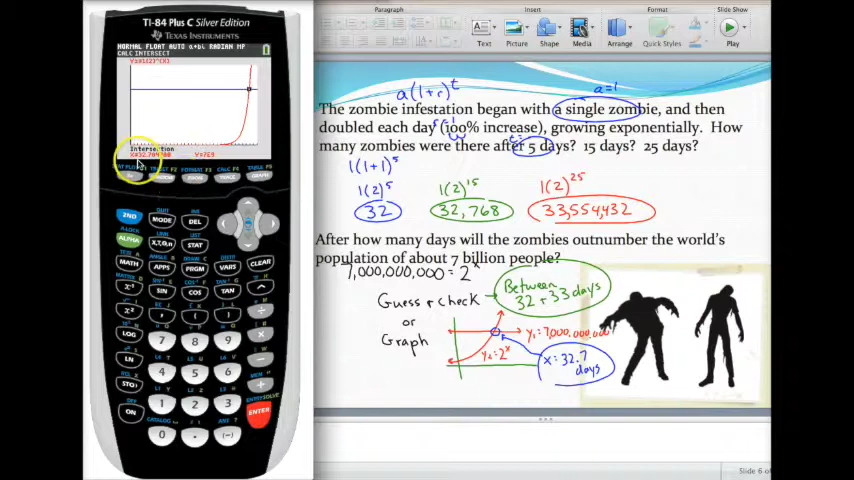 TI-84 Plus C Silver Edition
TEXAS INSTRUMENTS
NORMAL FLOAT AUTO a+bi RADIAN MP
CALC INTERSECT
Intersection
Y=7E9
2ND
MODE
DEL
ALPHA
X,T,Θ,n
STAT
MATH
APPS
PRGM
VARS
CLEAR
SIN
COS
TAN
LOG
7
8
9
LN
4
5
6
STO
1
2
3
ON
0
(−)
ENTER
Paragraph
Insert
Format
Slide Show
Text
Picture
Shape
Media
Arrange
Quick Styles
Play
a(1+r)^t
a=1
The zombie infestation began with a single zombie, and then
doubled each day (100% increase), growing exponentially. How
many zombies were there after 5 days? 15 days? 25 days?
1(1+1)^5
1(2)^5
1(2)^15
1(2)^25
32
32,768
33,554,432
After how many days will the zombies outnumber the world's
population of about 7 billion people?
7,000,000,000 = 2^x
Between
32 + 33 days
Guess + check
or
Graph
y₁=7,000,000,000
y₂=2^x
x=32.7
days
Slide 6 of